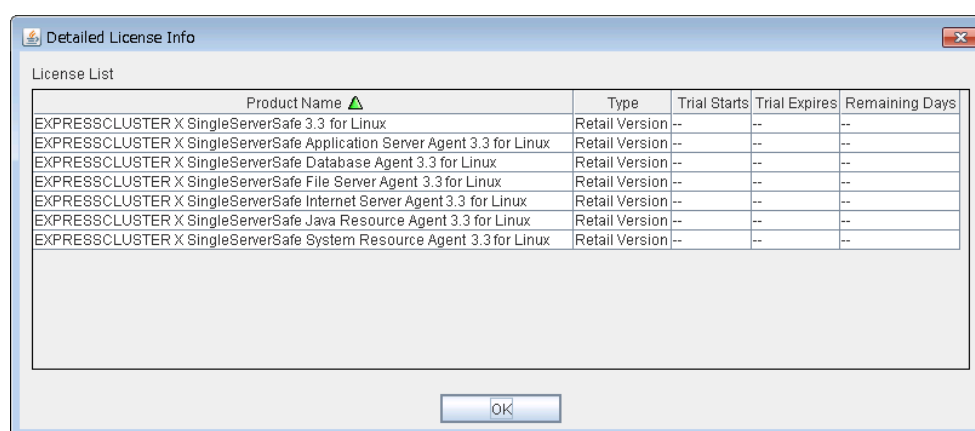 Detailed License Info
License List
Product Name Type Trial Starts Trial Expires Remaining Days
EXPRESSCLUSTER X SingleServerSafe 3.3 for Linux Retail Version -- -- --
EXPRESSCLUSTER X SingleServerSafe Application Server Agent 3.3 for Linux Retail Version -- -- --
EXPRESSCLUSTER X SingleServerSafe Database Agent 3.3 for Linux Retail Version -- -- --
EXPRESSCLUSTER X SingleServerSafe File Server Agent 3.3 for Linux Retail Version -- -- --
EXPRESSCLUSTER X SingleServerSafe Internet Server Agent 3.3 for Linux Retail Version -- -- --
EXPRESSCLUSTER X SingleServerSafe Java Resource Agent 3.3 for Linux Retail Version -- -- --
EXPRESSCLUSTER X SingleServerSafe System Resource Agent 3.3 for Linux Retail Version -- -- --
OK